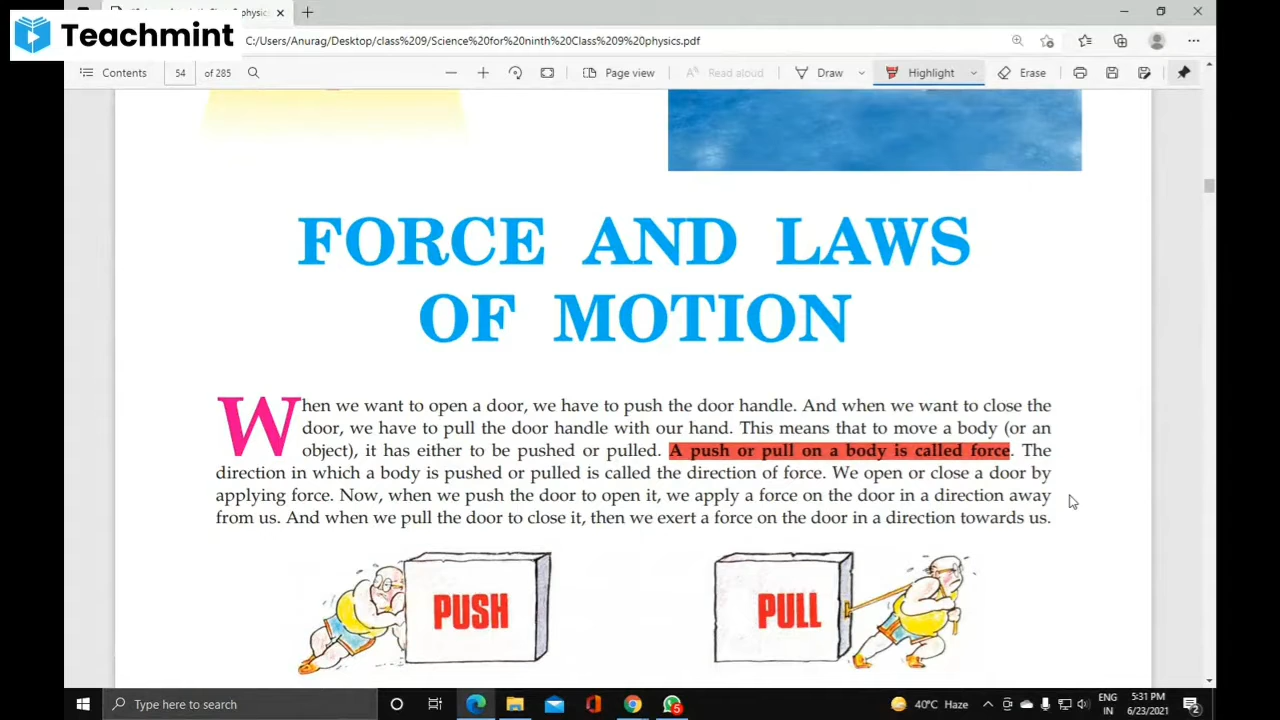 Teachmint
C:/Users/Anurag/Desktop/class%209/Science%20for%20ninth%20Class%209%20physics.pdf
Contents 54 of 285 Page view Read aloud Draw Highlight Erase
FORCE AND LAWS
OF MOTION
When we want to open a door, we have to push the door handle. And when we want to close the
door, we have to pull the door handle with our hand. This means that to move a body (or an
object), it has either to be pushed or pulled. A push or pull on a body is called force. The
direction in which a body is pushed or pulled is called the direction of force. We open or close a door by
applying force. Now, when we push the door to open it, we apply a force on the door in a direction away
from us. And when we pull the door to close it, then we exert a force on the door in a direction towards us.
PUSH PULL
Type here to search
5
40°C Haze
ENG
IN
5:31 PM
6/23/2021
2